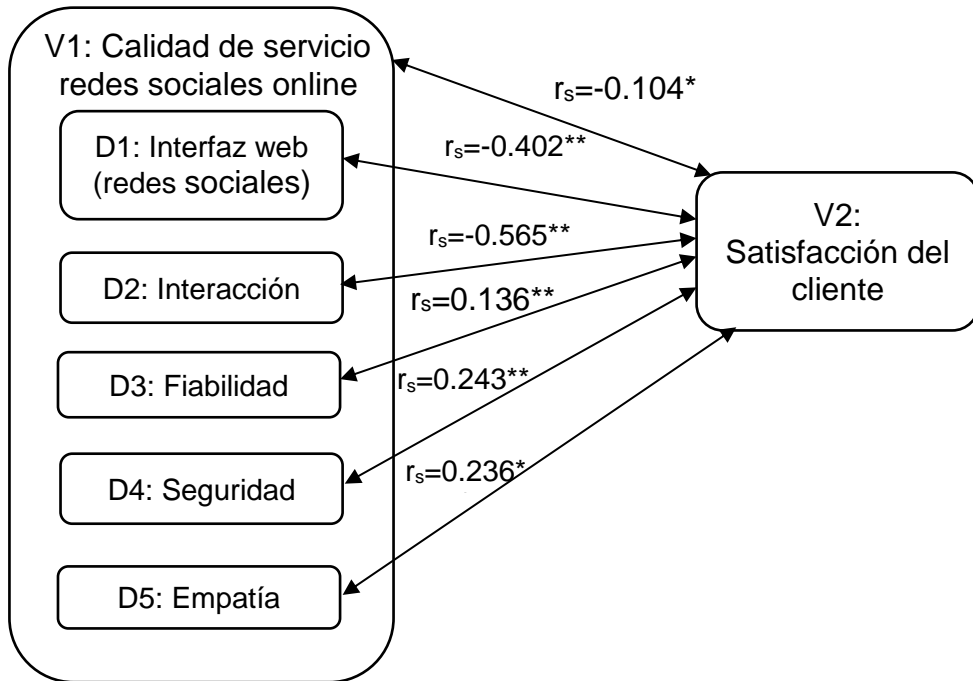 V1: Calidad de servicio
redes sociales online
rₛ=-0.104*
D1: Interfaz web
(redes sociales)
rₛ=-0.402**
V2:
Satisfacción del
cliente
rₛ=-0.565**
D2: Interacción
rₛ=0.136**
D3: Fiabilidad
rₛ=0.243**
D4: Seguridad
rₛ=0.236*
D5: Empatía